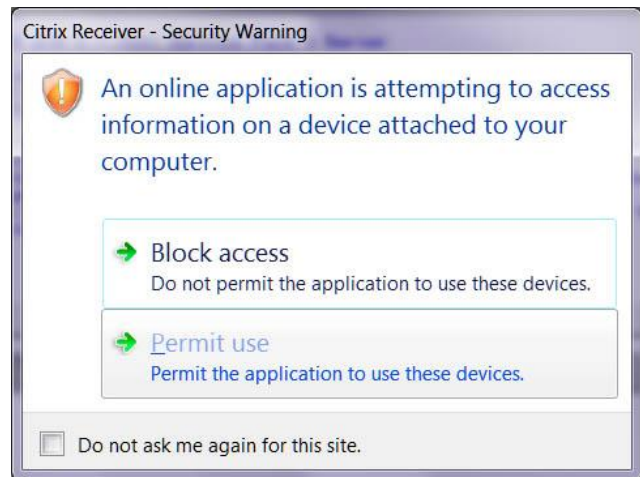 Citrix Receiver - Security Warning
An online application is attempting to access
information on a device attached to your
computer.
Block access
Do not permit the application to use these devices.
Permit use
Permit the application to use these devices.
Do not ask me again for this site.